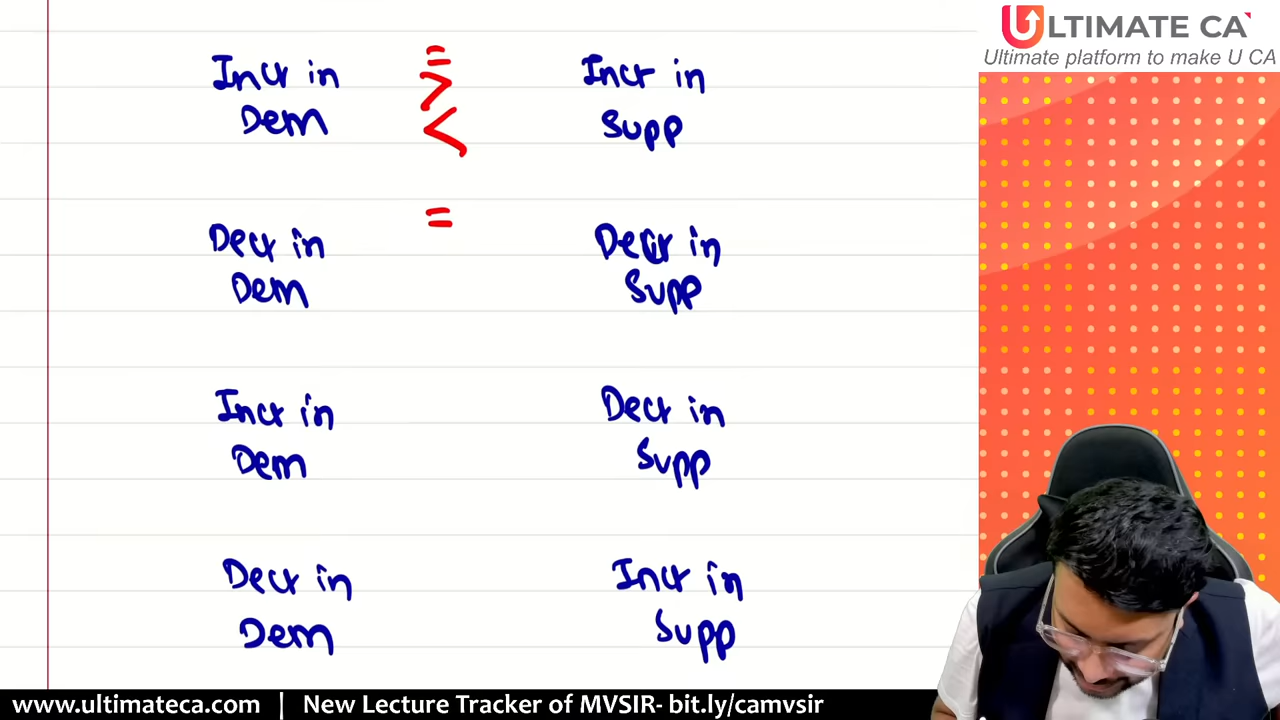 ULTIMATE CA
Ultimate platform to make U CA
Incr in = Incr in
>
Dem < Supp
=
Decr in Decr in
Dem Supp
Incr in Decr in
Dem Supp
Decr in Incr in
Dem Supp
www.ultimateca.com | New Lecture Tracker of MVSIR- bit.ly/camvsir